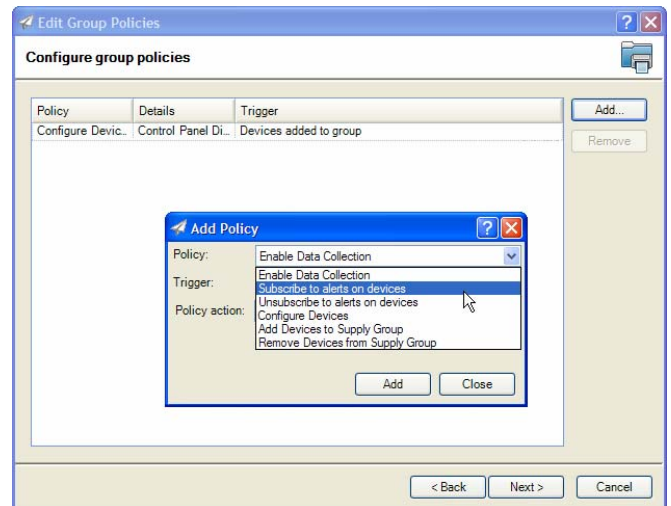 Edit Group Policies
Configure group policies
Policy Details Trigger
Configure Devic... Control Panel Di... Devices added to group
Add...
Remove
Add Policy
Policy: Enable Data Collection
Enable Data Collection
Trigger: Subscribe to alerts on devices
Unsubscribe to alerts on devices
Policy action: Configure Devices
Add Devices to Supply Group
Remove Devices from Supply Group
Add Close
< Back Next > Cancel